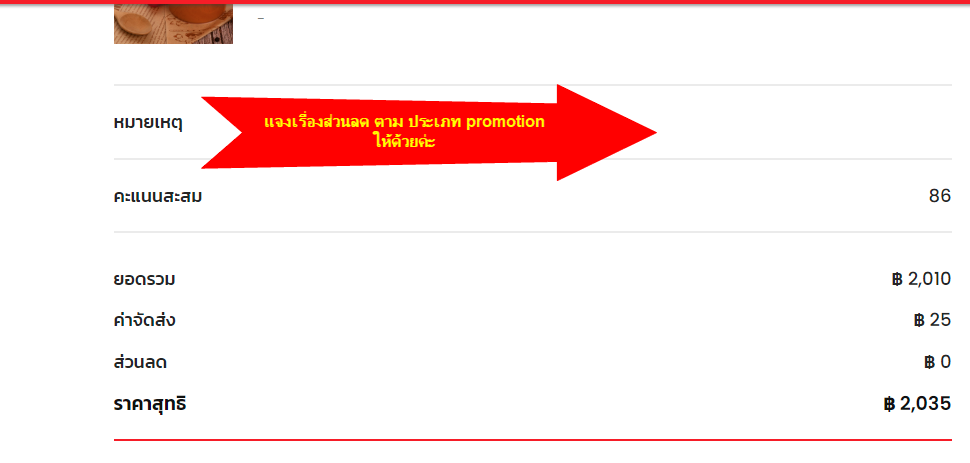 -
หมายเหตุ
แจงเรื่องส่วนลด ตาม ประเภท promotion
ให้ด้วยค่ะ
คะแนนสะสม 86
ยอดรวม ฿ 2,010
ค่าจัดส่ง ฿ 25
ส่วนลด ฿ 0
ราคาสุทธิ ฿ 2,035